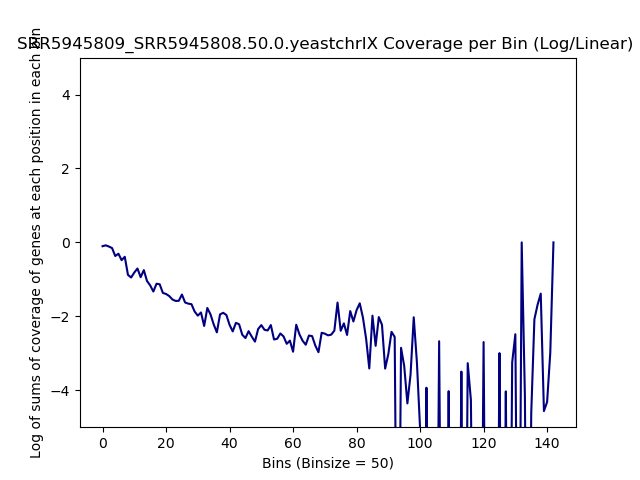 SRR5945809_SRR5945808.50.0.yeastchrIX Coverage per Bin (Log/Linear)
Log of sums of coverage of genes at each position in each bin
4
2
0
−2
−4
0 20 40 60 80 100 120 140
Bins (Binsize = 50)